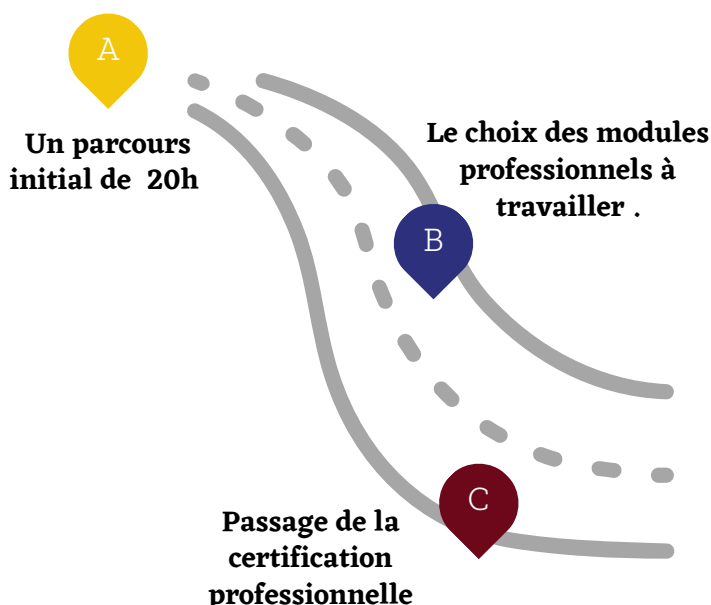 A
Un parcours
initial de 20h
Le choix des modules
professionnels à
travailler .
B
C
Passage de la
certification
professionnelle